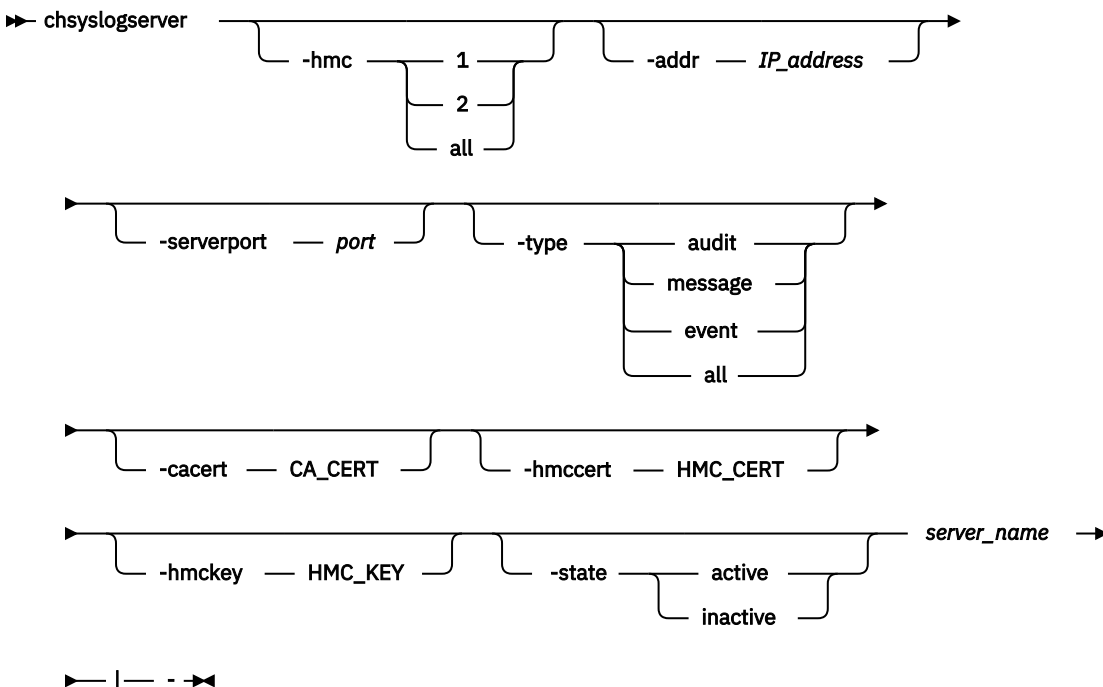 chsyslogserver
-hmc 1 -addr IP_address
2
all
-serverport port -type audit
message
event
all
-cacert CA_CERT -hmccert HMC_CERT
-hmckey HMC_KEY -state active server_name
inactive
| -